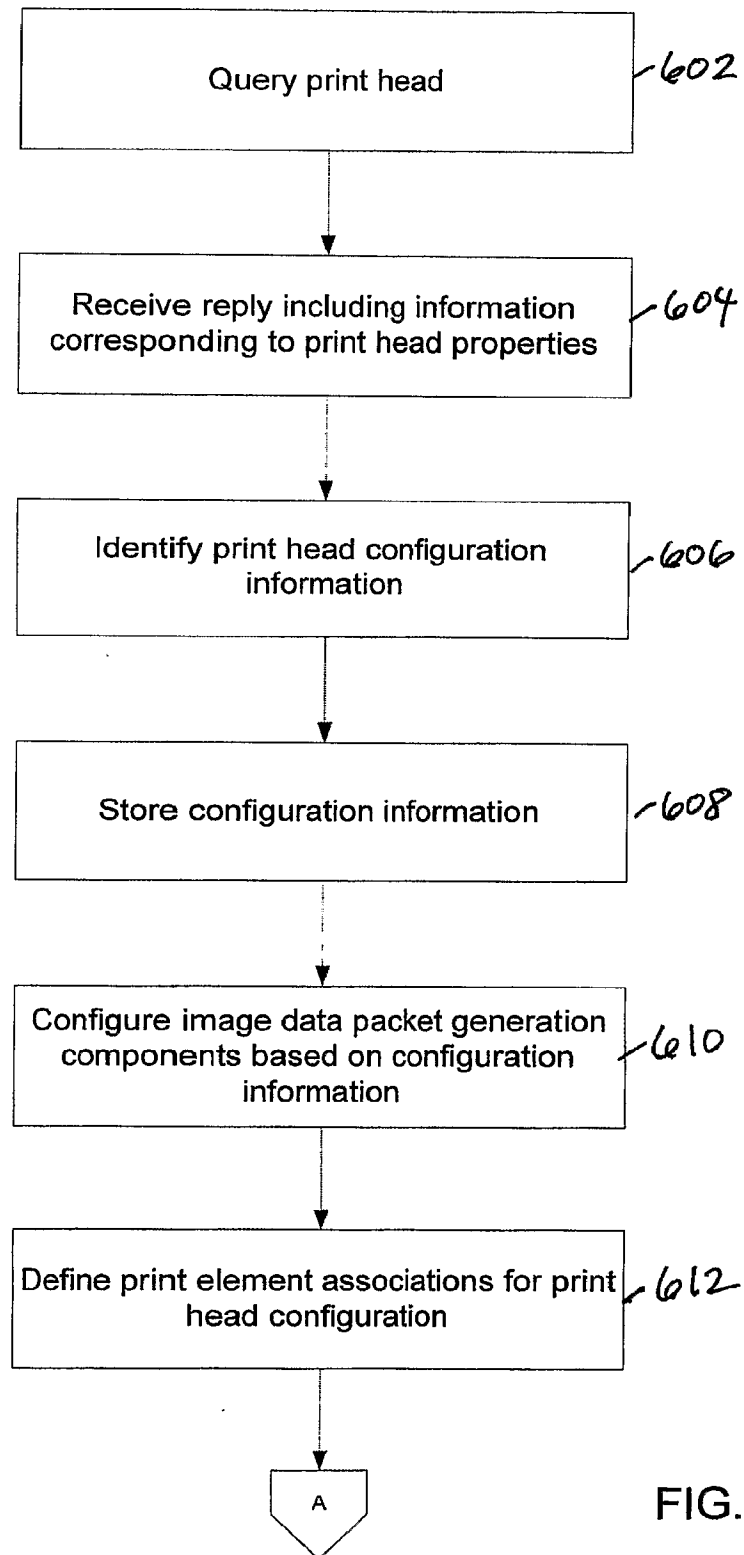 Query print head
602
Receive reply including information
corresponding to print head properties
604
Identify print head configuration
information
606
Store configuration information
608
Configure image data packet generation
components based on configuration
information
610
Define print element associations for print
head configuration
612
A
FIG.